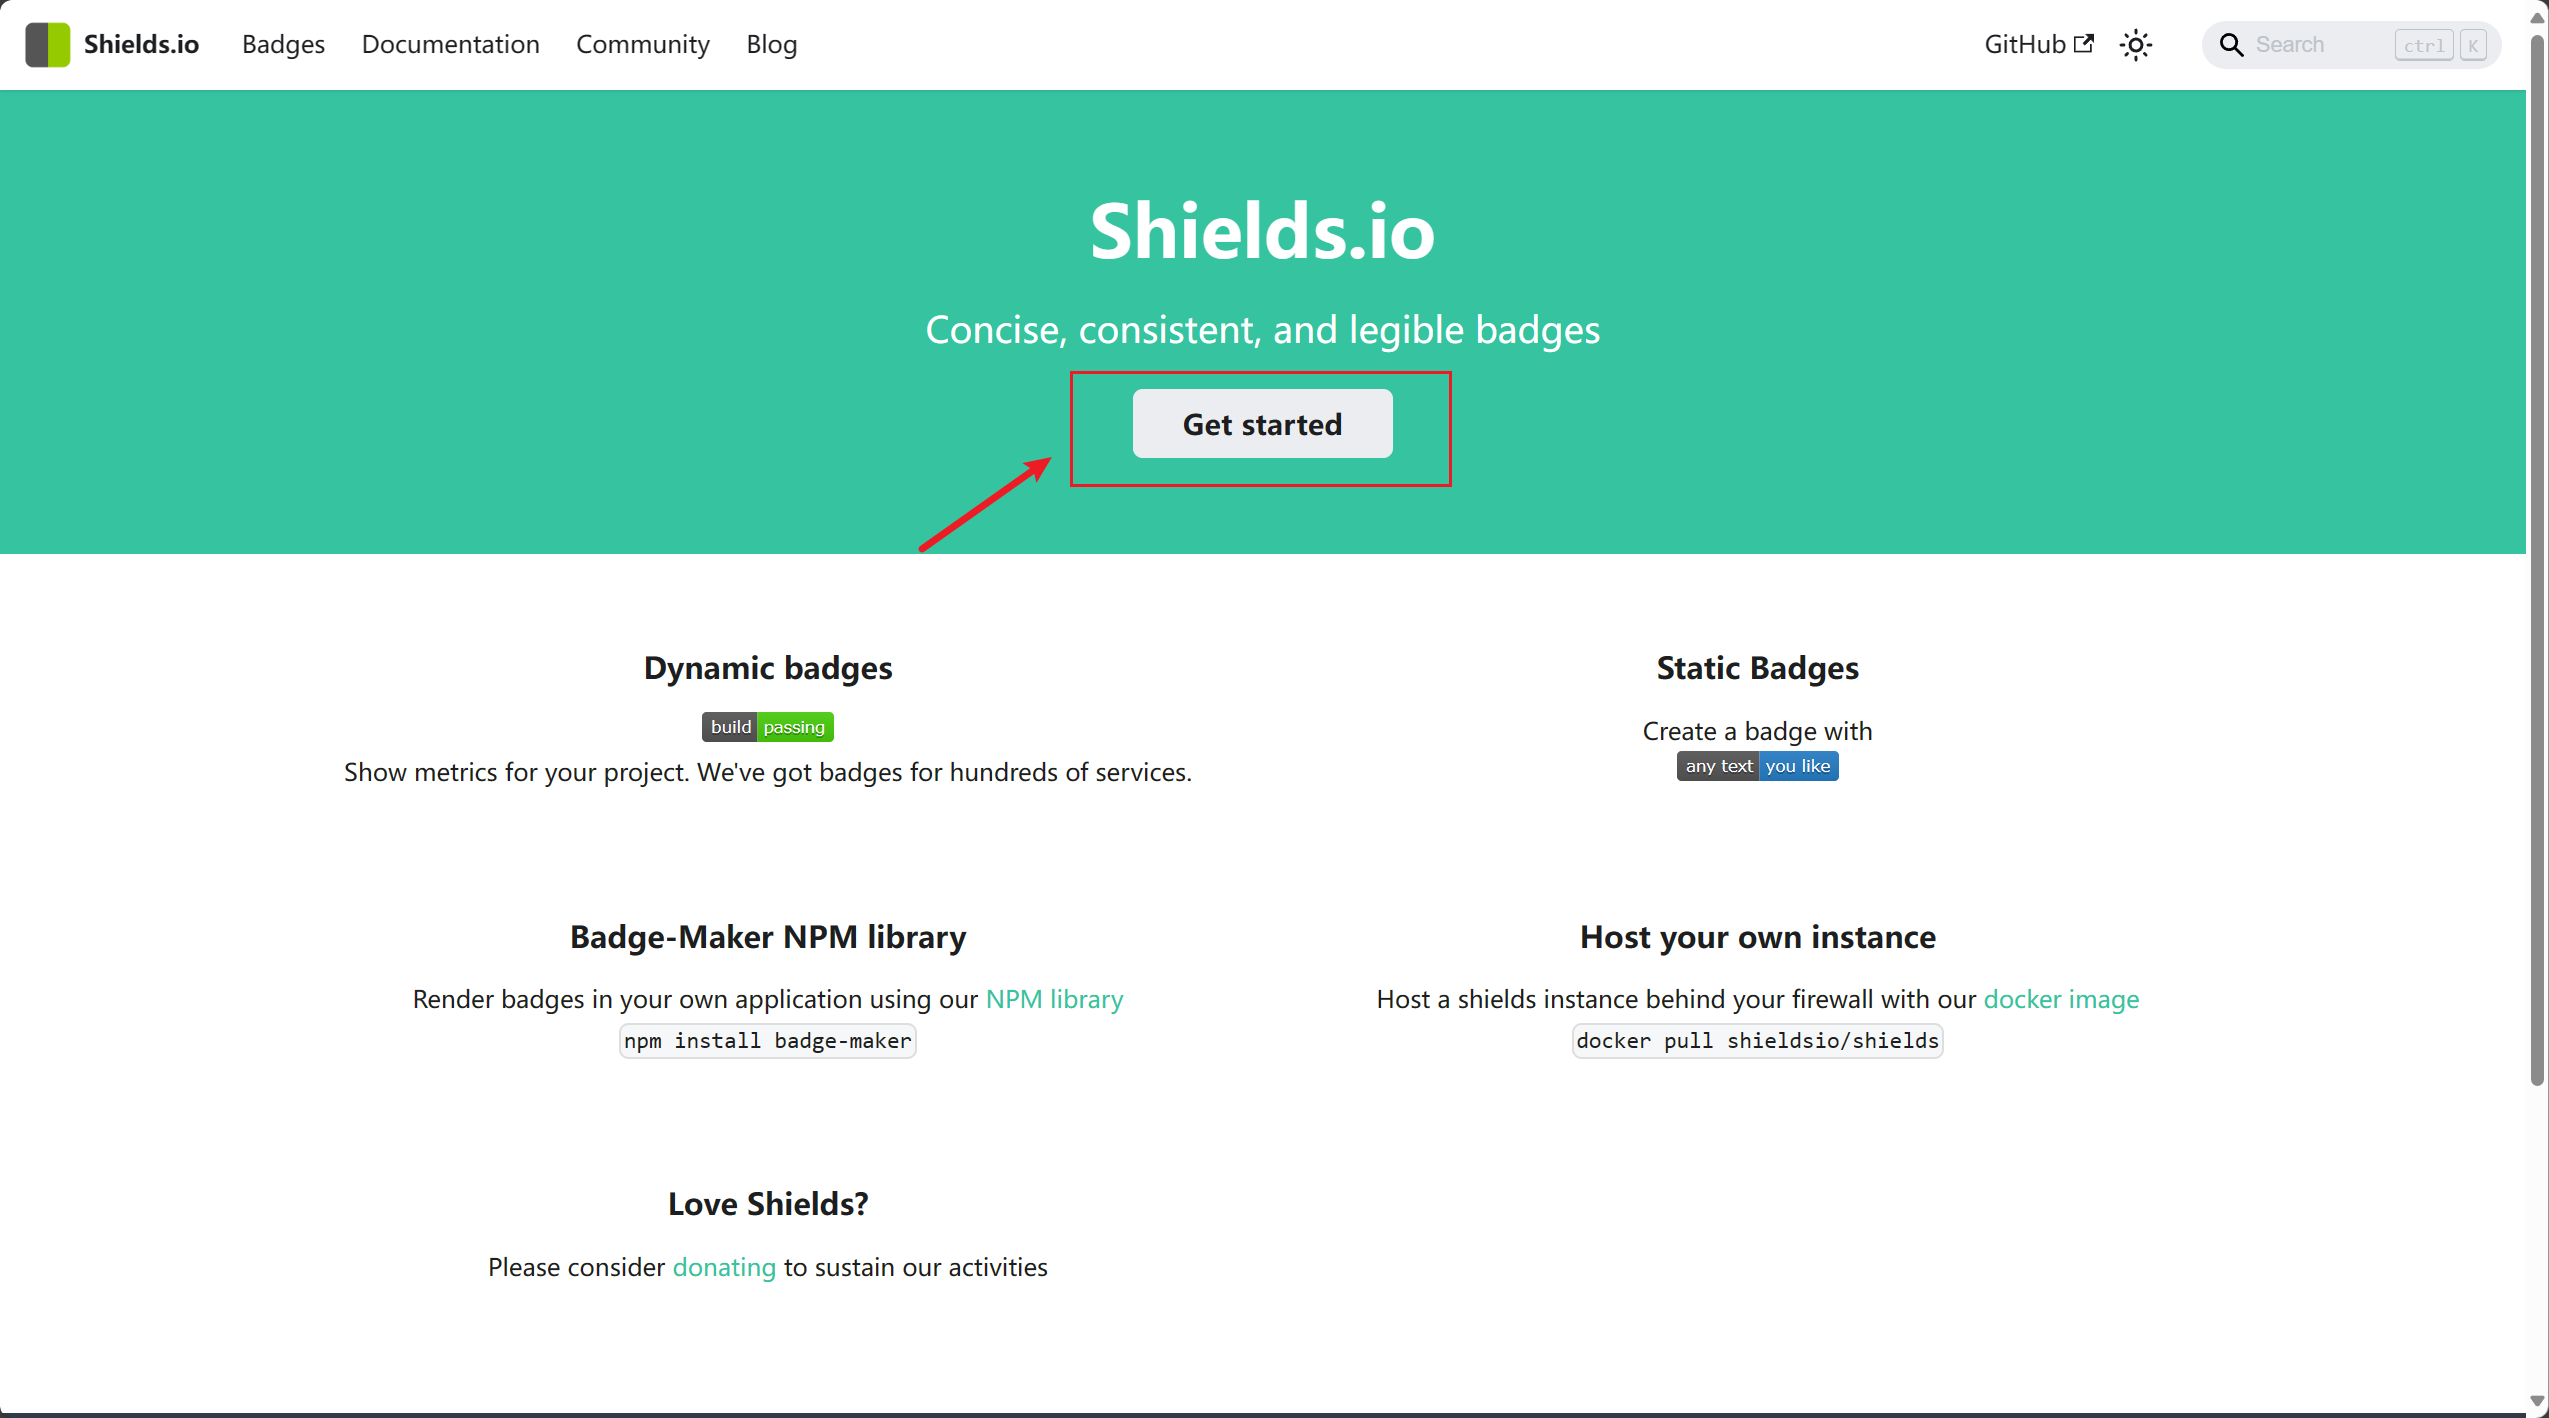 Shields.io Badges Documentation Community Blog GitHub Search ctrl K
Shields.io
Concise, consistent, and legible badges
Get started
Dynamic badges
build passing
Show metrics for your project. We've got badges for hundreds of services.
Static Badges
Create a badge with
any text you like
Badge-Maker NPM library
Render badges in your own application using our NPM library
npm install badge-maker
Host your own instance
Host a shields instance behind your firewall with our docker image
docker pull shieldsio/shields
Love Shields?
Please consider donating to sustain our activities